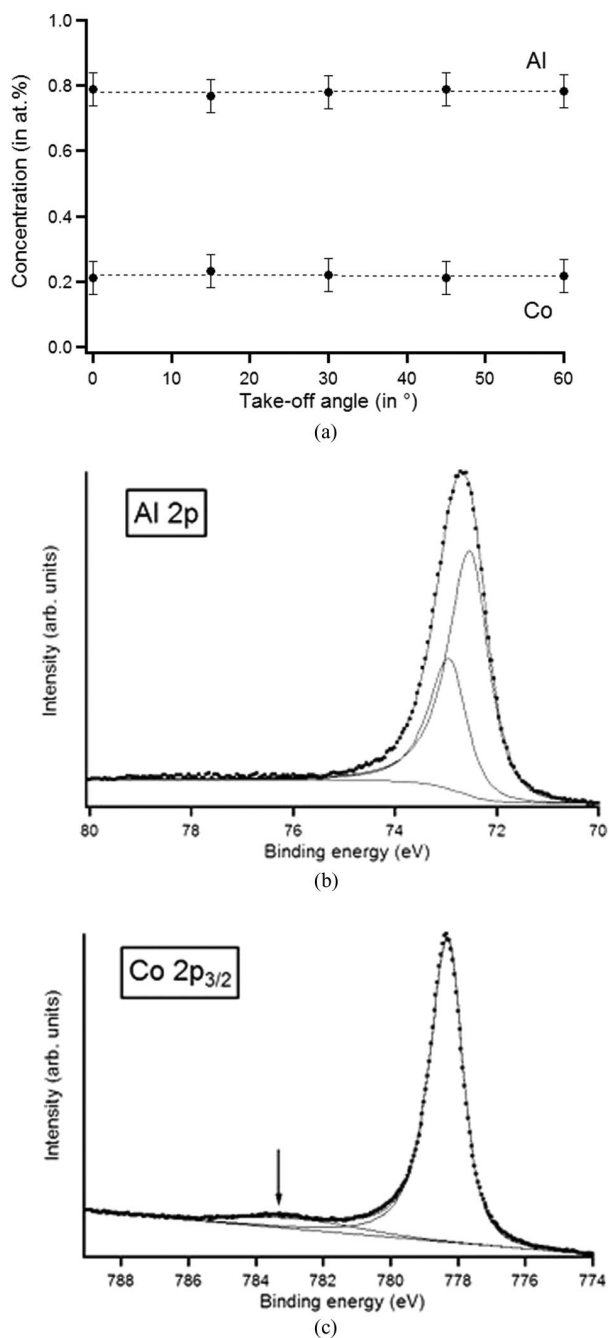 1.0
0.8
0.6
0.4
0.2
0.0
Concentration (in at.%)
Al
Co
0 10 20 30 40 50 60
Take-off angle (in °)
(a)
Al 2p
Intensity (arb. units)
80 78 76 74 72 70
Binding energy (eV)
(b)
Co 2p3/2
Intensity (arb. units)
788 786 784 782 780 778 776 774
Binding energy (eV)
(c)